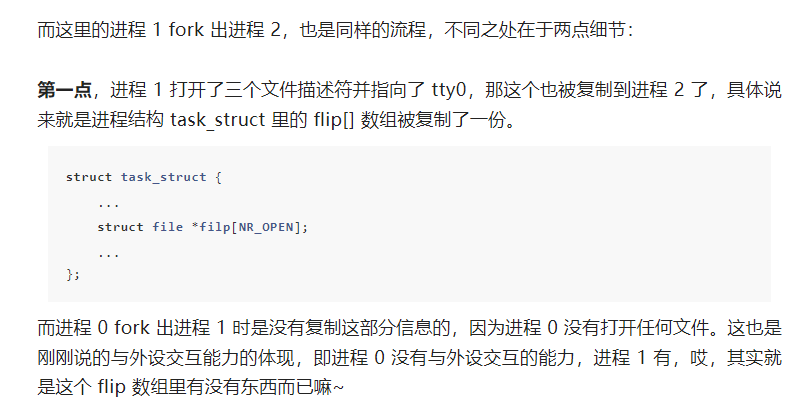 而这里的进程 1 fork 出进程 2，也是同样的流程，不同之处在于两点细节：
第一点，进程 1 打开了三个文件描述符并指向了 tty0，那这个也被复制到进程 2 了，具体说
来就是进程结构 task_struct 里的 flip[] 数组被复制了一份。
struct task_struct {
...
struct file *filp[NR_OPEN];
...
};
而进程 0 fork 出进程 1 时是没有复制这部分信息的，因为进程 0 没有打开任何文件。这也是
刚刚说的与外设交互能力的体现，即进程 0 没有与外设交互的能力，进程 1 有，哎，其实就
是这个 flip 数组里有没有东西而已嘛~